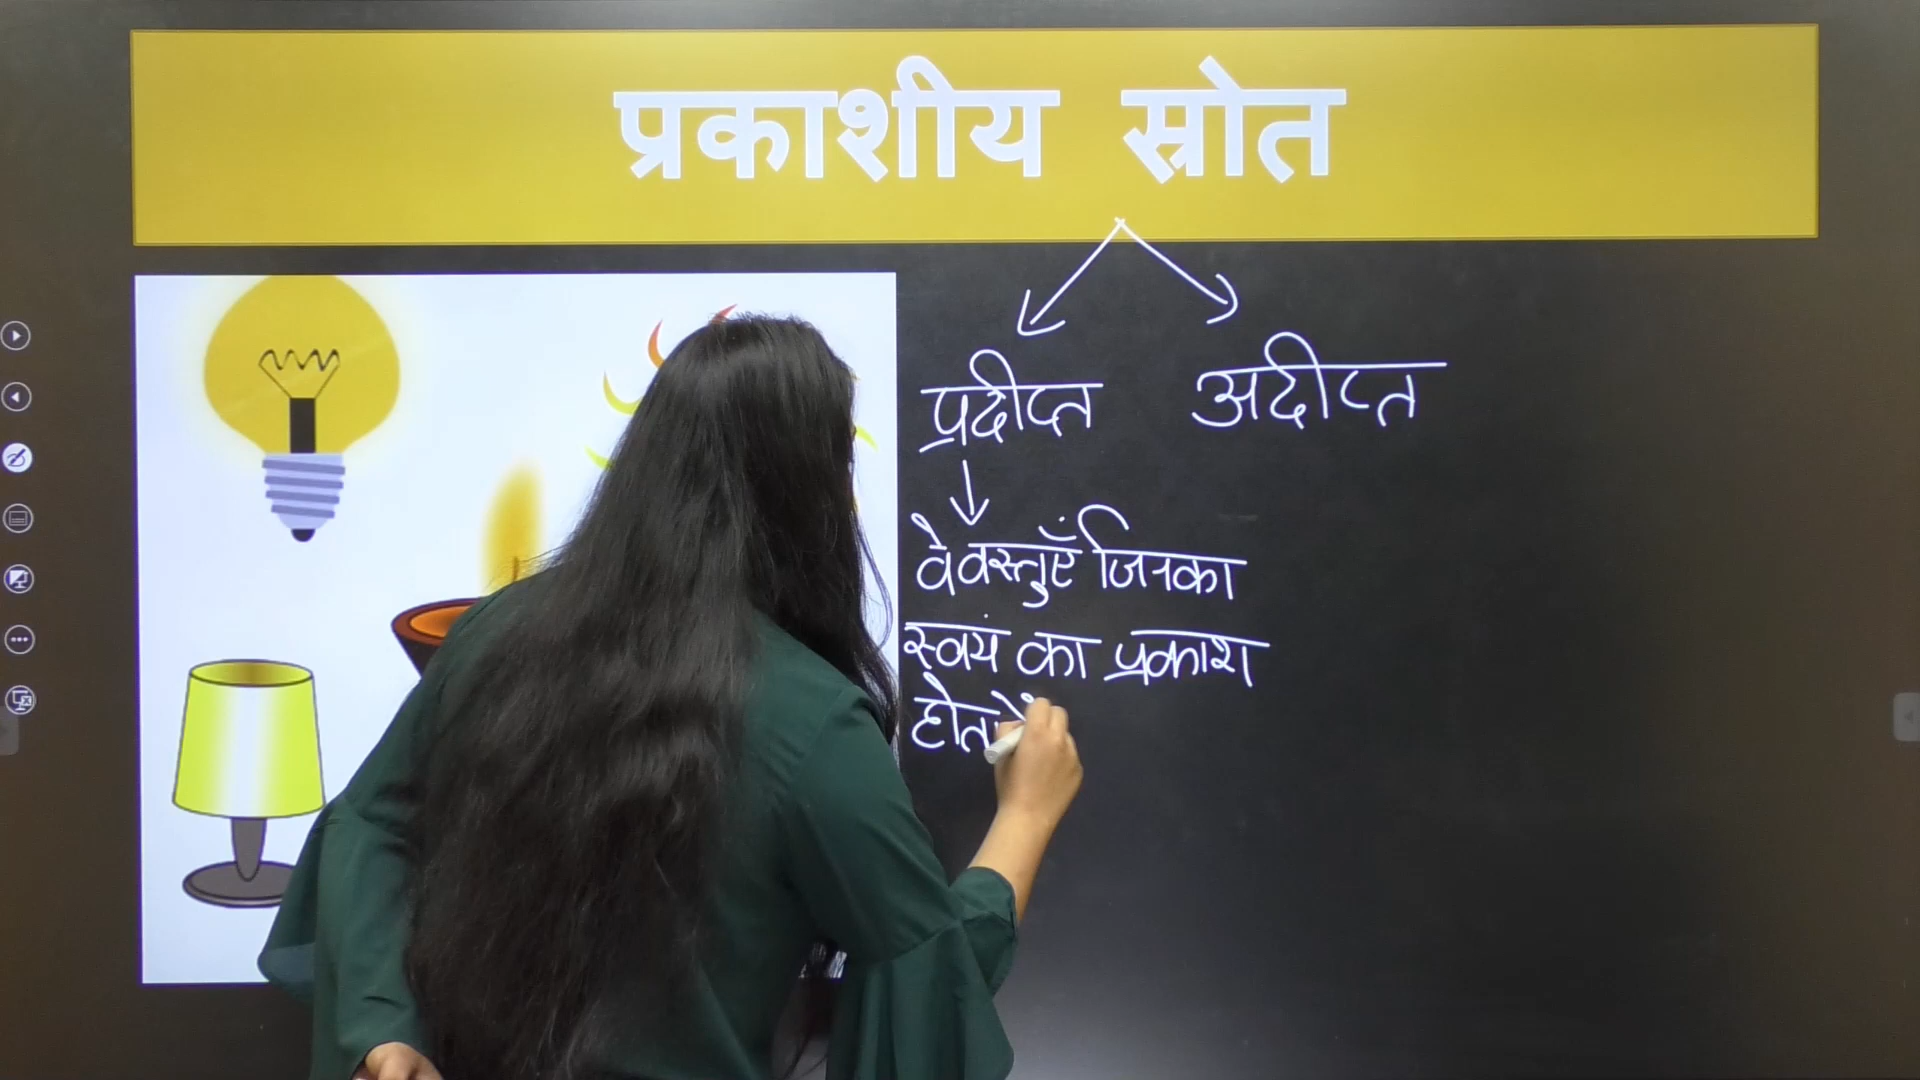 प्रकाशीय स्रोत
प्रदीप्त अदीप्त
वे वस्तुएँ जिनका
स्वयं का प्रकाश
होता